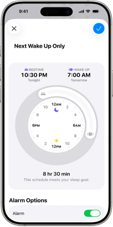 9:41
Next Wake Up Only
BEDTIME
10:30 PM
Tonight
WAKE UP
7:00 AM
Tomorrow
12AM
6PM
6AM
12PM
8 hr 30 min
This schedule meets your sleep goal.
Alarm Options
Alarm